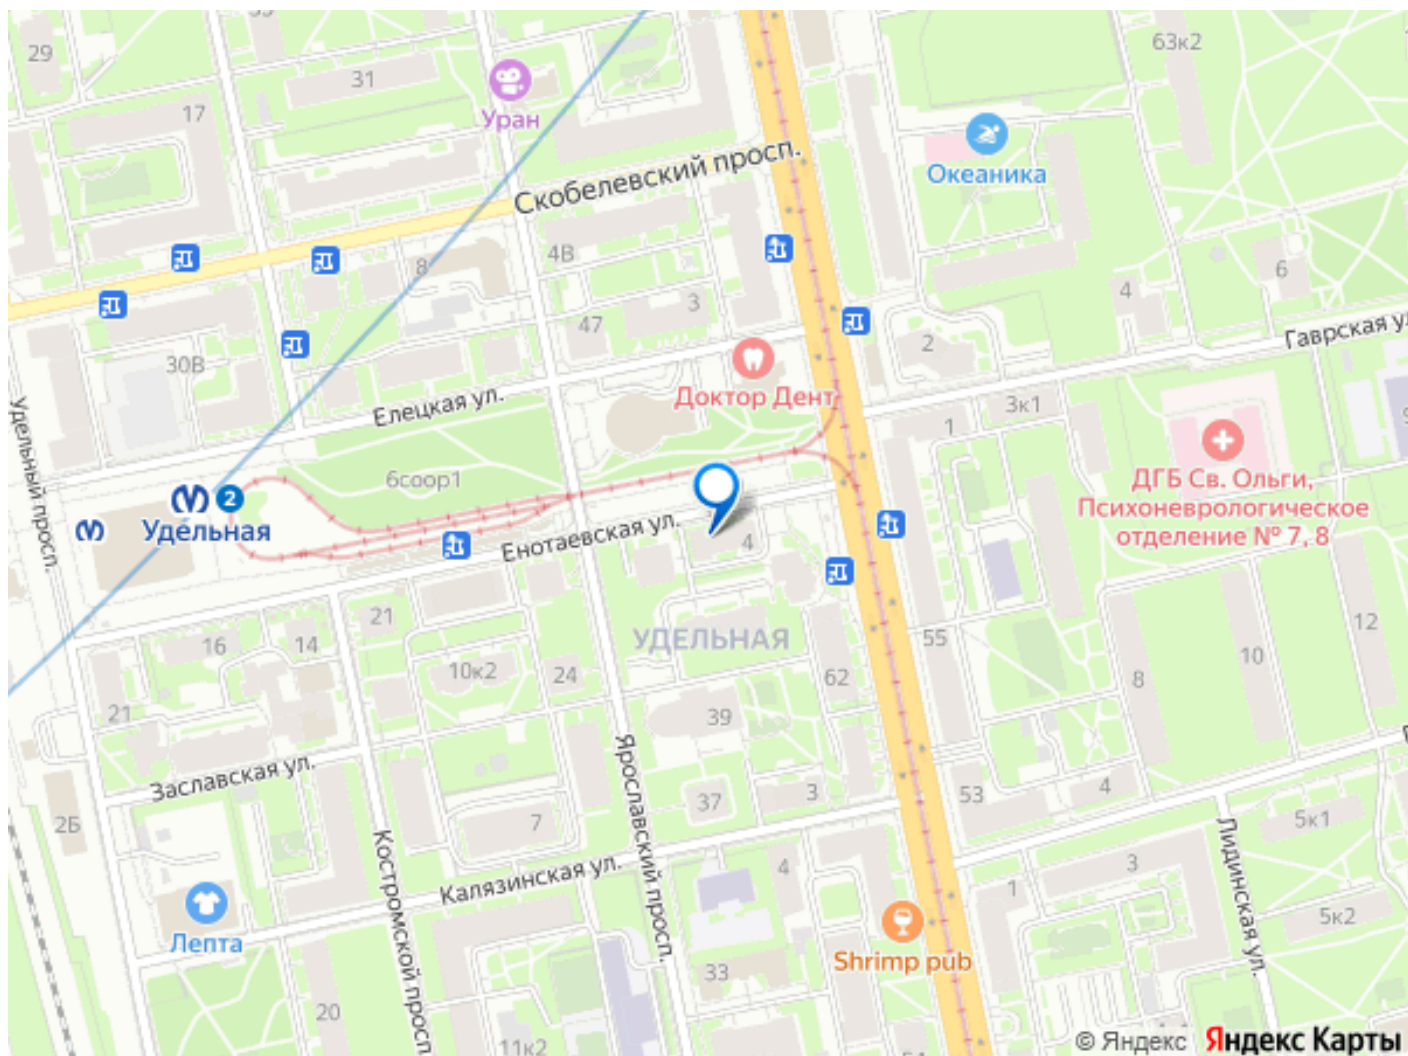 29
31
17
Уран
63к2
Океаника
Скобелевский просп.
4В
8
3
47
2
4
6
Гаврская ул
30В
Доктор Дент
Елецкая ул.
3к1
1
Удельный просп.
6соор1
2
Удельная
Енотаевская ул.
4
ДГБ Св. Ольги,
Психоневрологическое
отделение № 7, 8
УДЕЛЬНАЯ
16
14
21
10к2
24
55
62
8
10
12
21
39
Заславская ул.
Ярославский просп.
37
3
53
4
2Б
7
Костромской просп
Калязинская ул.
4
5к1
3
1
Лидинская ул.
5к2
Лепта
Shrimp pub
33
20
11к2
© Яндекс Яндекс Карты